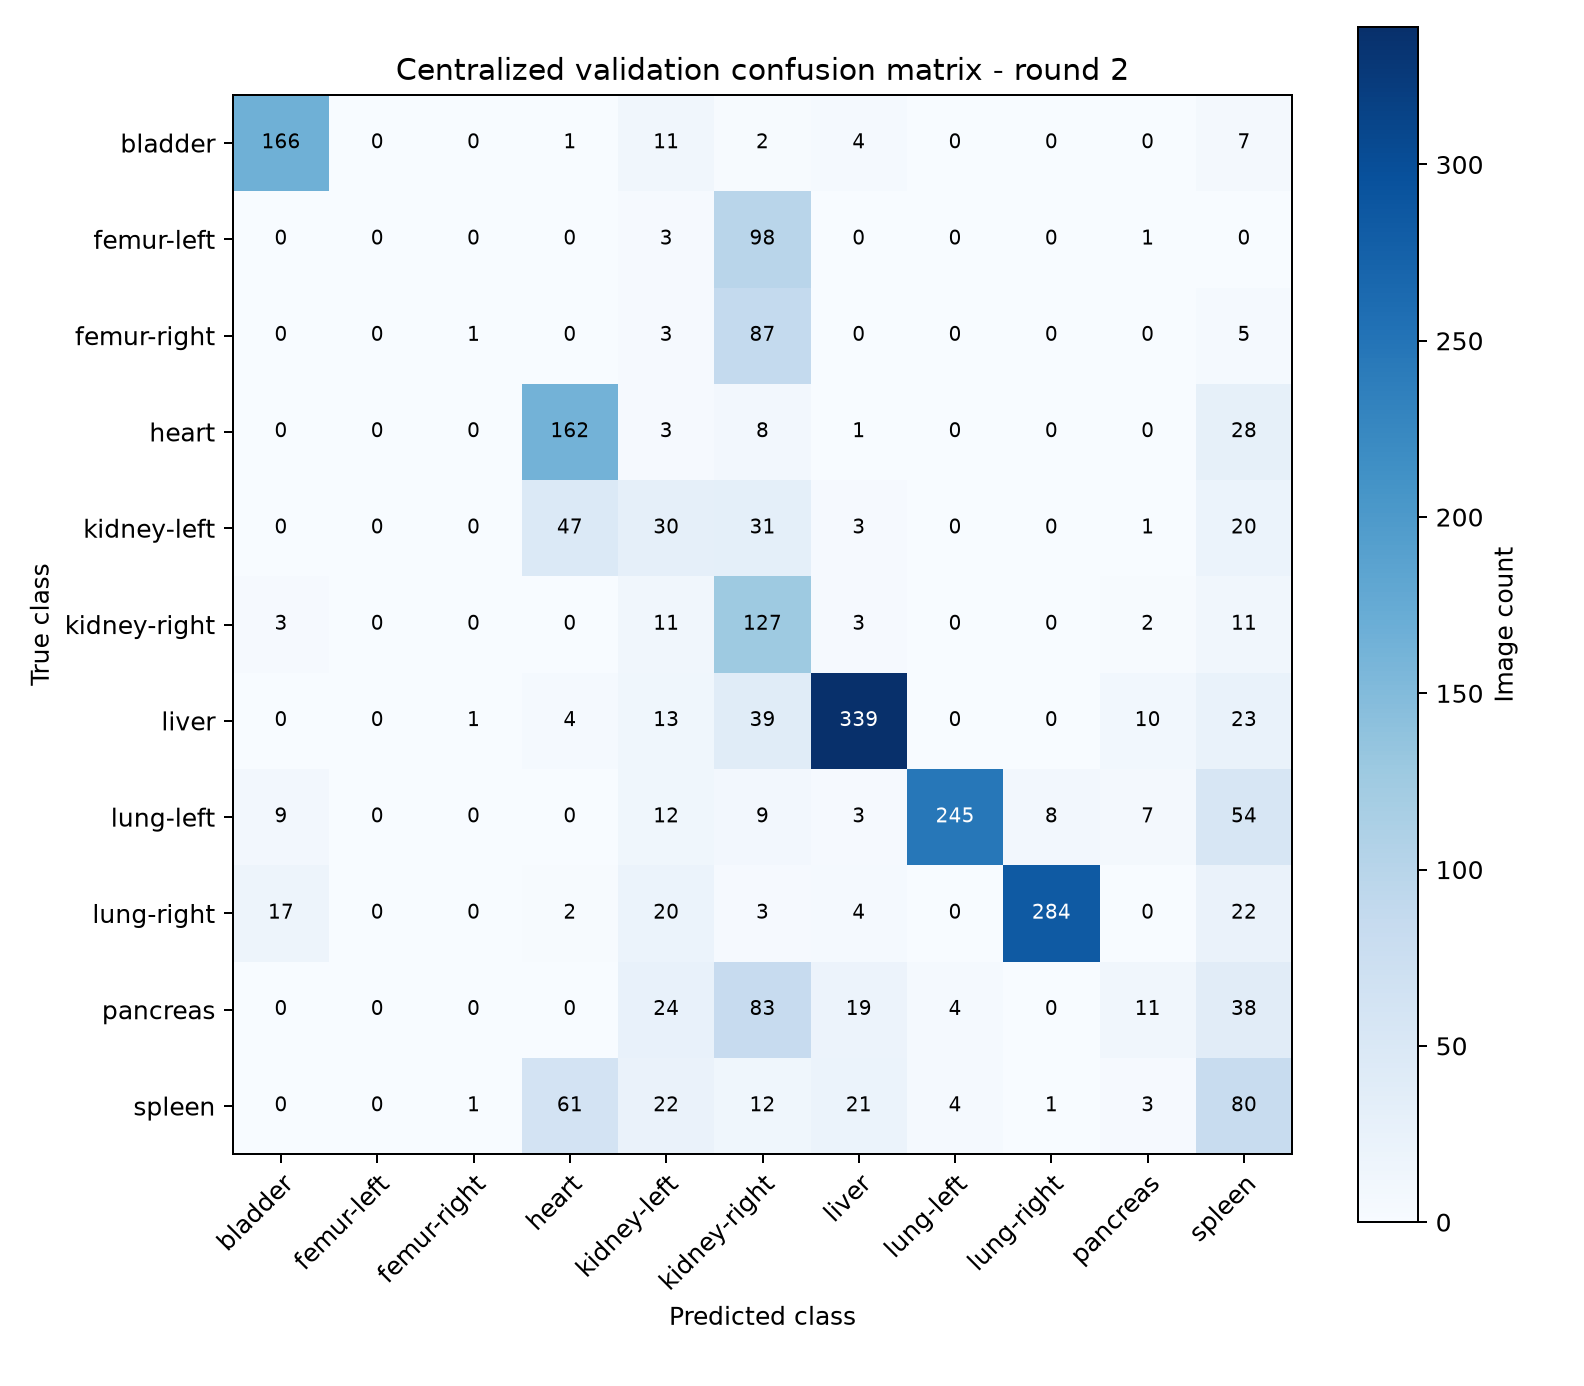 Centralized validation confusion matrix - round 2
bladder 166 0 0 1 11 2 4 0 0 0 7
femur-left 0 0 0 0 3 98 0 0 0 1 0
femur-right 0 0 1 0 3 87 0 0 0 0 5
heart 0 0 0 162 3 8 1 0 0 0 28
kidney-left 0 0 0 47 30 31 3 0 0 1 20
kidney-right 3 0 0 0 11 127 3 0 0 2 11
liver 0 0 1 4 13 39 339 0 0 10 23
lung-left 9 0 0 0 12 9 3 245 8 7 54
lung-right 17 0 0 2 20 3 4 0 284 0 22
pancreas 0 0 0 0 24 83 19 4 0 11 38
spleen 0 0 1 61 22 12 21 4 1 3 80
bladder femur-left femur-right heart kidney-left kidney-right liver lung-left lung-right pancreas spleen
Predicted class
True class
300
250
200
150
100
50
0
Image count